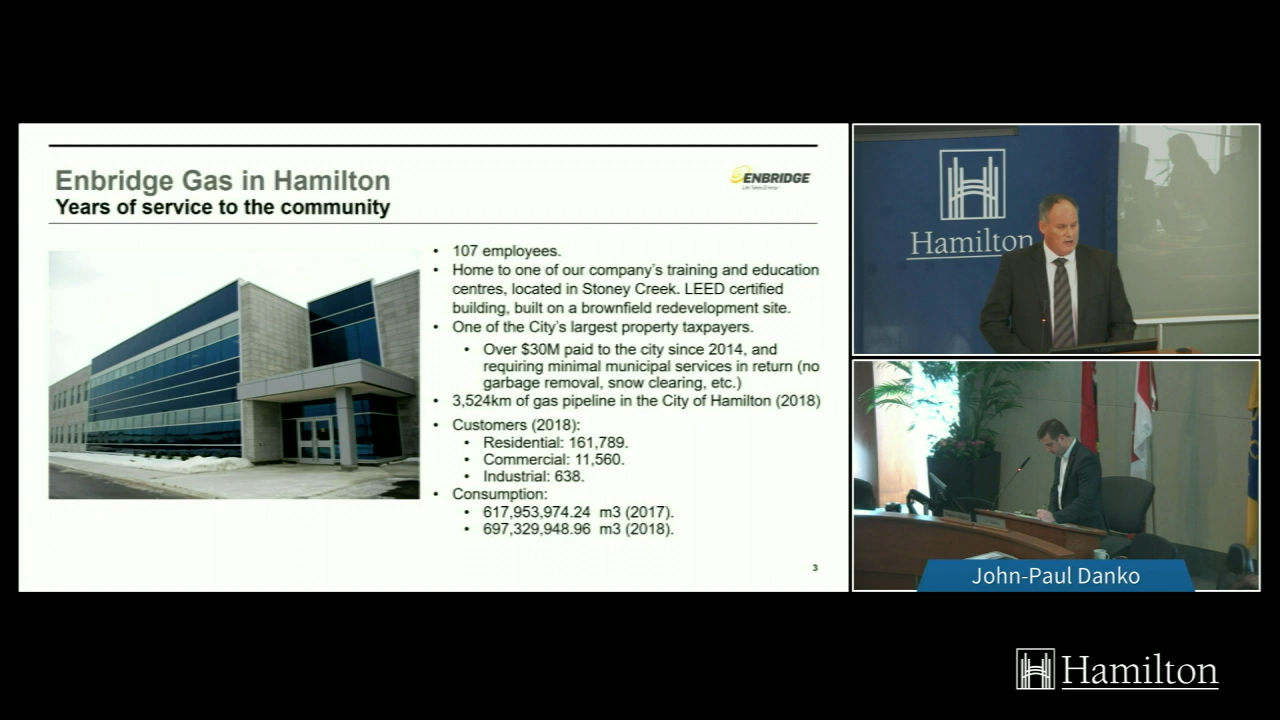 Enbridge Gas in Hamilton
Years of service to the community
ENBRIDGE
Life Takes Energy
• 107 employees.
• Home to one of our company's training and education
centres, located in Stoney Creek. LEED certified
building, built on a brownfield redevelopment site.
• One of the City's largest property taxpayers.
• Over $30M paid to the city since 2014, and
requiring minimal municipal services in return (no
garbage removal, snow clearing, etc.)
• 3,524km of gas pipeline in the City of Hamilton (2018)
• Customers (2018):
• Residential: 161,789.
• Commercial: 11,560.
• Industrial: 638.
• Consumption:
• 617,953,974.24 m3 (2017).
• 697,329,948.96 m3 (2018).
3
Hamilton
John-Paul Danko
Hamilton